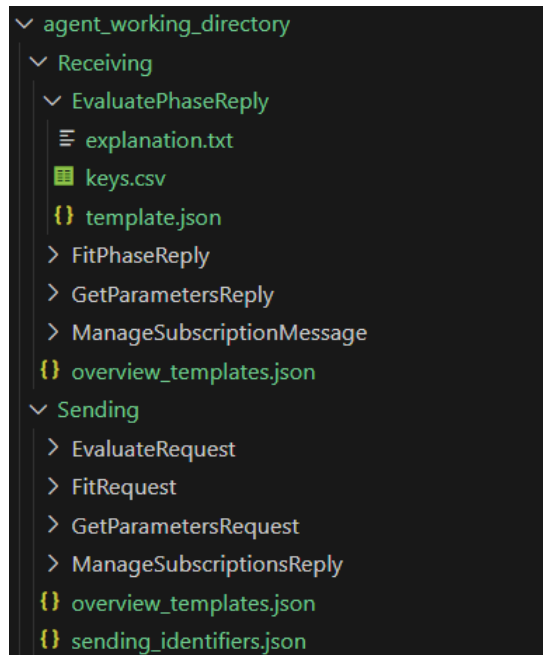 agent_working_directory
Receiving
EvaluatePhaseReply
explanation.txt
keys.csv
{} template.json
FitPhaseReply
GetParametersReply
ManageSubscriptionMessage
{} overview_templates.json
Sending
EvaluateRequest
FitRequest
GetParametersRequest
ManageSubscriptionsReply
{} overview_templates.json
{} sending_identifiers.json